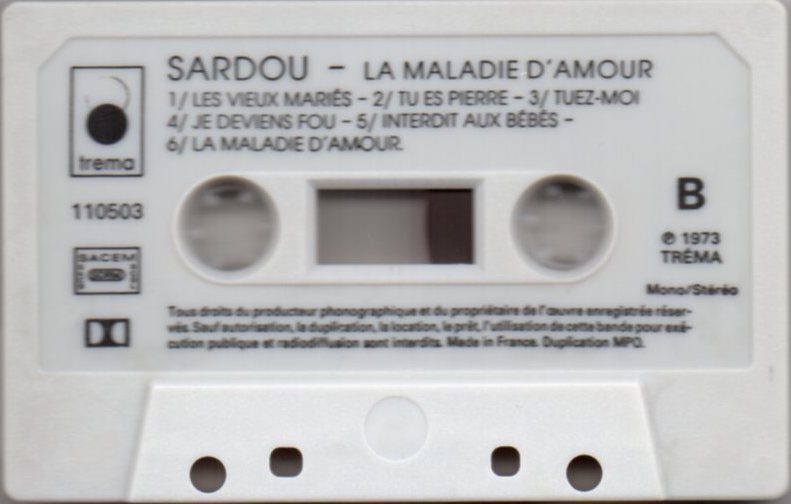 SARDOU - LA MALADIE D'AMOUR
1/ LES VIEUX MARIÉS - 2/ TU ES PIERRE - 3/ TUEZ-MOI
4/ JE DEVIENS FOU - 5/ INTERDIT AUX BÉBÉS -
6/ LA MALADIE D'AMOUR.
trema
110503
B
℗ 1973
TRÉMA
SACEM
Mono/Stéréo
Tous droits du producteur phonographique et du propriétaire de l'œuvre enregistrée réser-
vés. Sauf autorisation, la duplication, la location, le prêt, l'utilisation de cette bande pour exé-
cution publique et radiodiffusion sont interdits. Made in France. Duplication MPO.